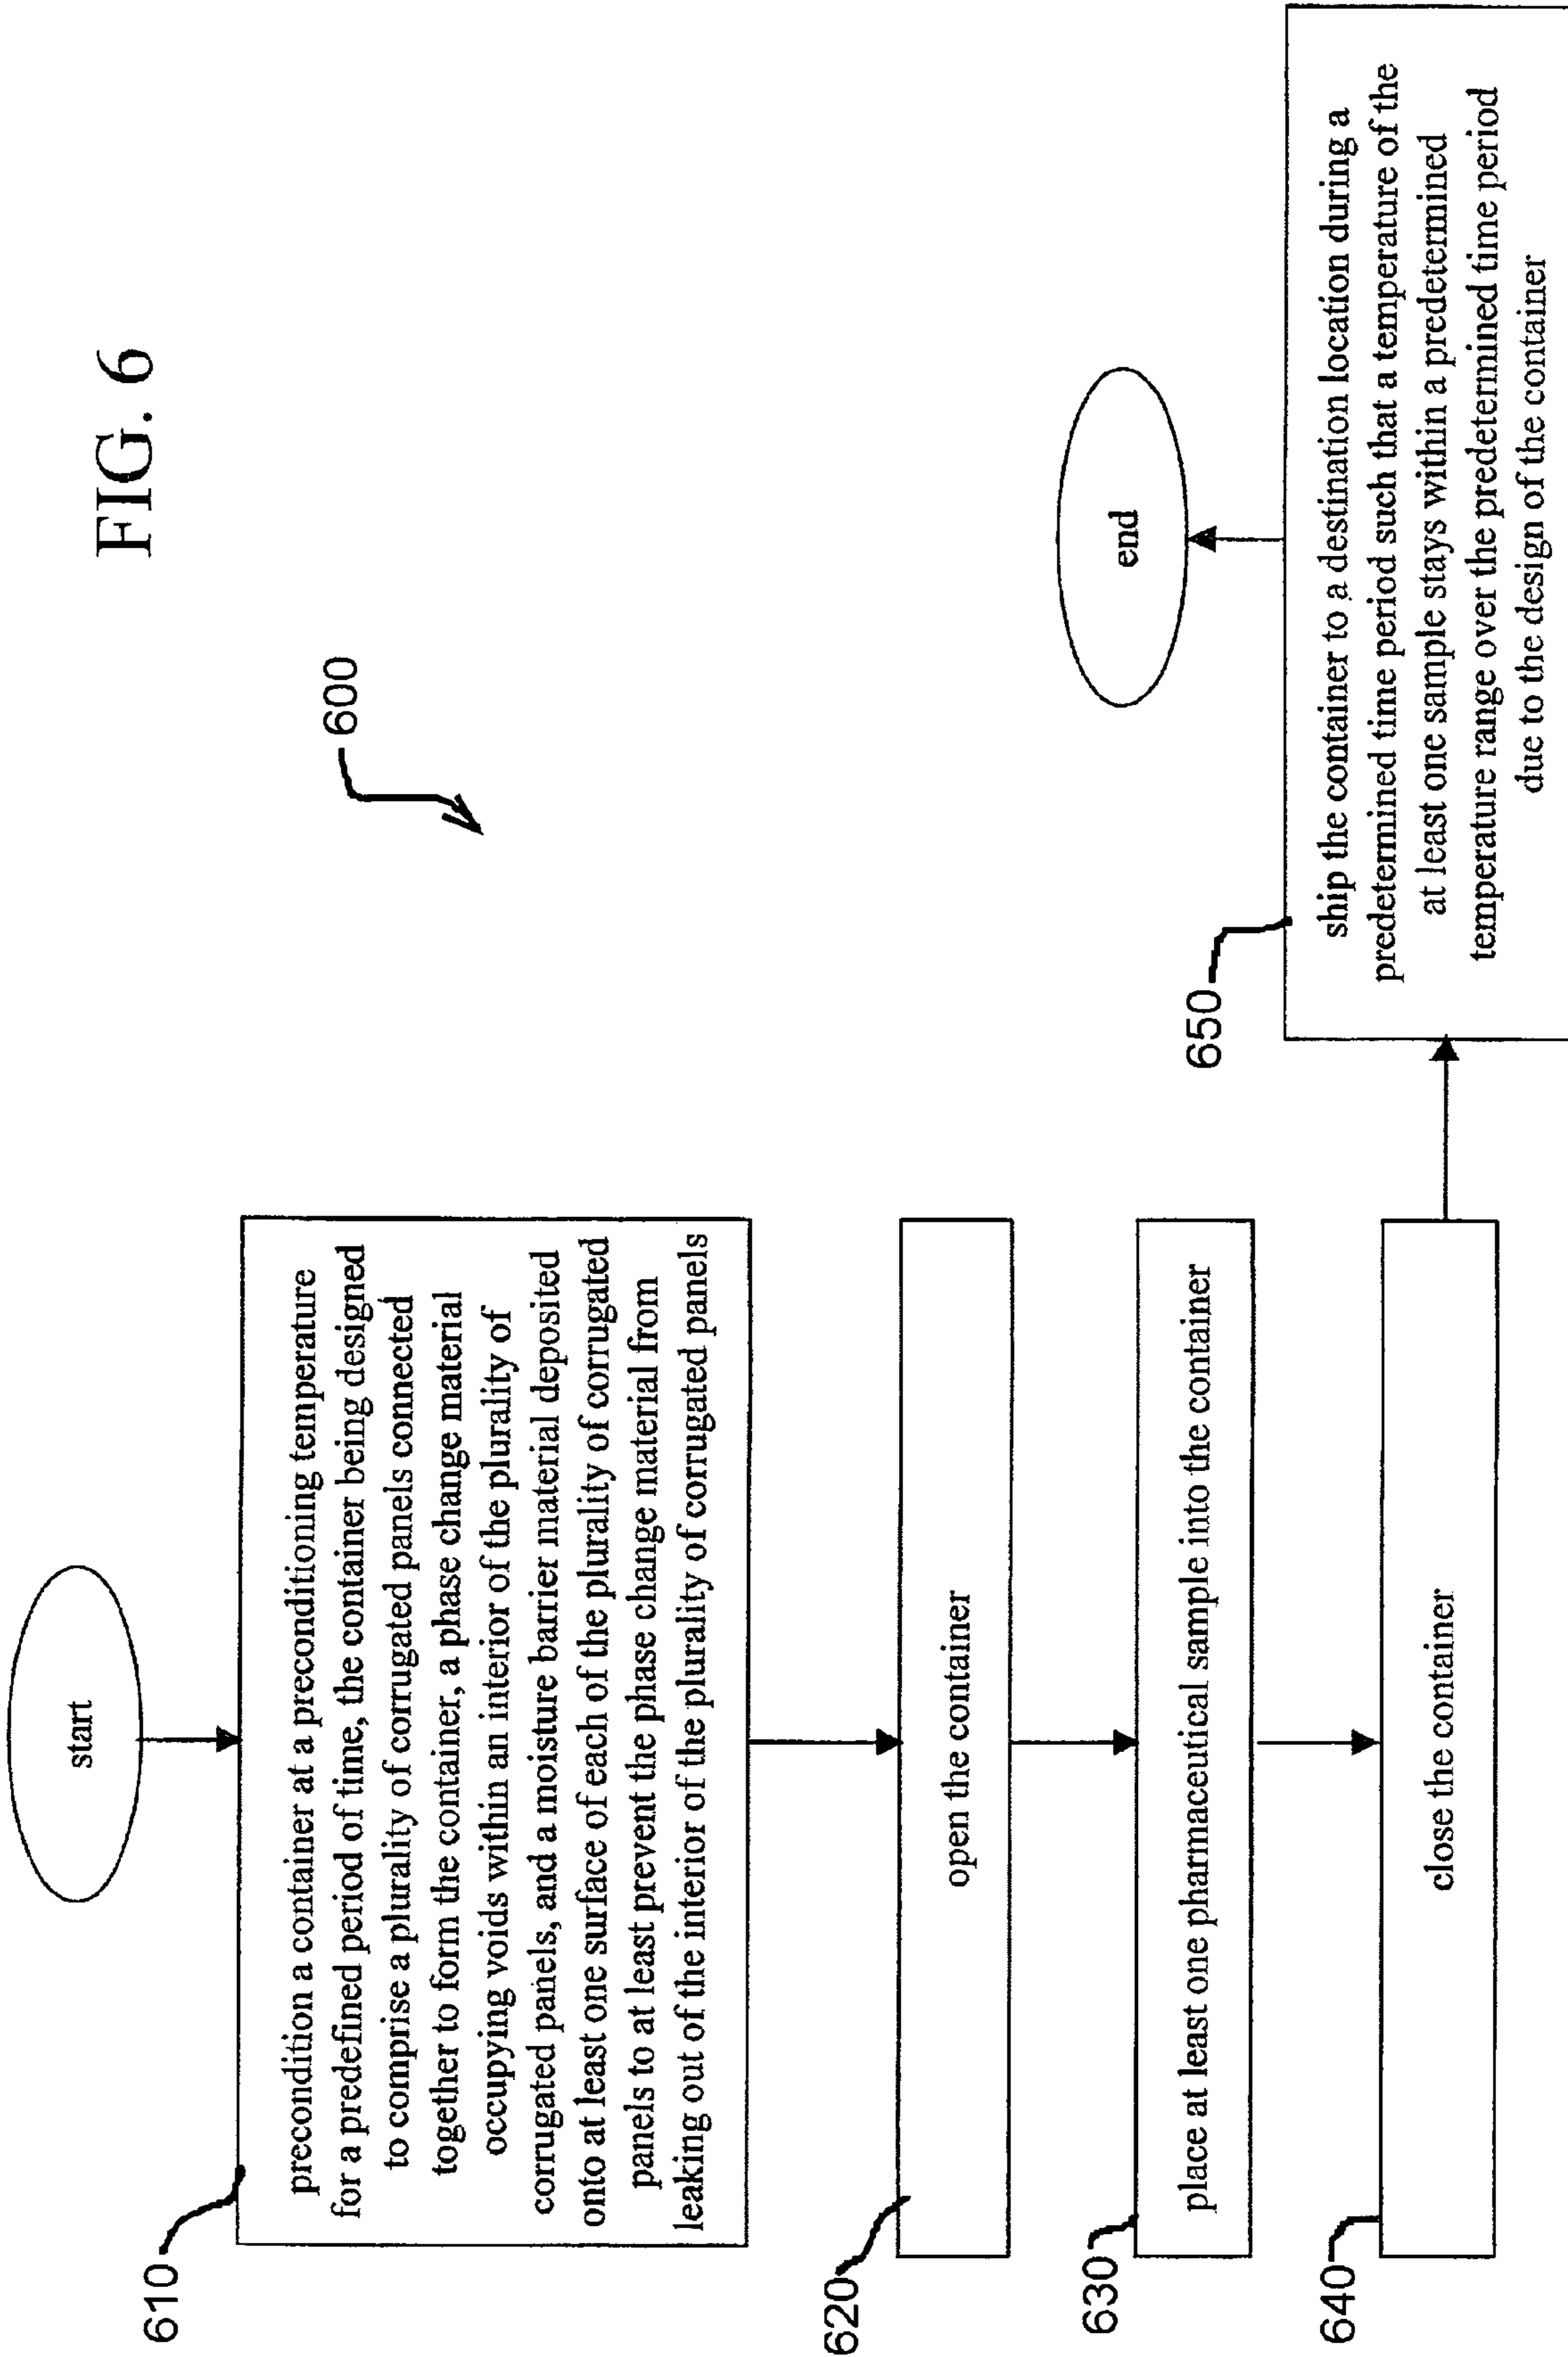 FIG. 6
600
start
610
precondition a container at a preconditioning temperature
for a predefined period of time, the container being designed
to comprise a plurality of corrugated panels connected
together to form the container, a phase change material
occupying voids within an interior of the plurality of
corrugated panels, and a moisture barrier material deposited
onto at least one surface of each of the plurality of corrugated
panels to at least prevent the phase change material from
leaking out of the interior of the plurality of corrugated panels
620
open the container
630
place at least one pharmaceutical sample into the container
640
close the container
650
ship the container to a destination location during a
predetermined time period such that a temperature of the
at least one sample stays within a predetermined
temperature range over the predetermined time period
due to the design of the container
end